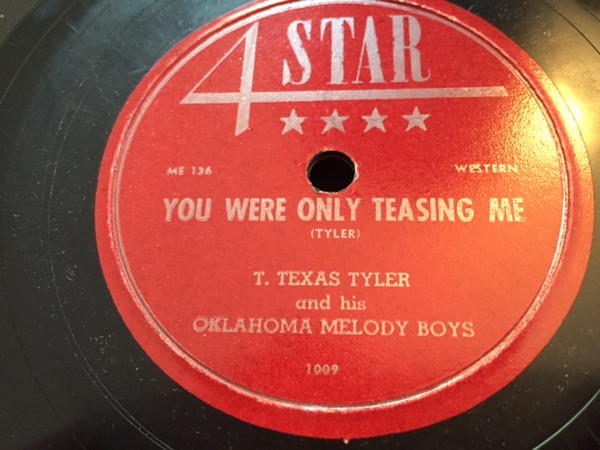 4 STAR
ME 136
WESTERN
YOU WERE ONLY TEASING ME
(TYLER)
T. TEXAS TYLER
and his
OKLAHOMA MELODY BOYS
1009